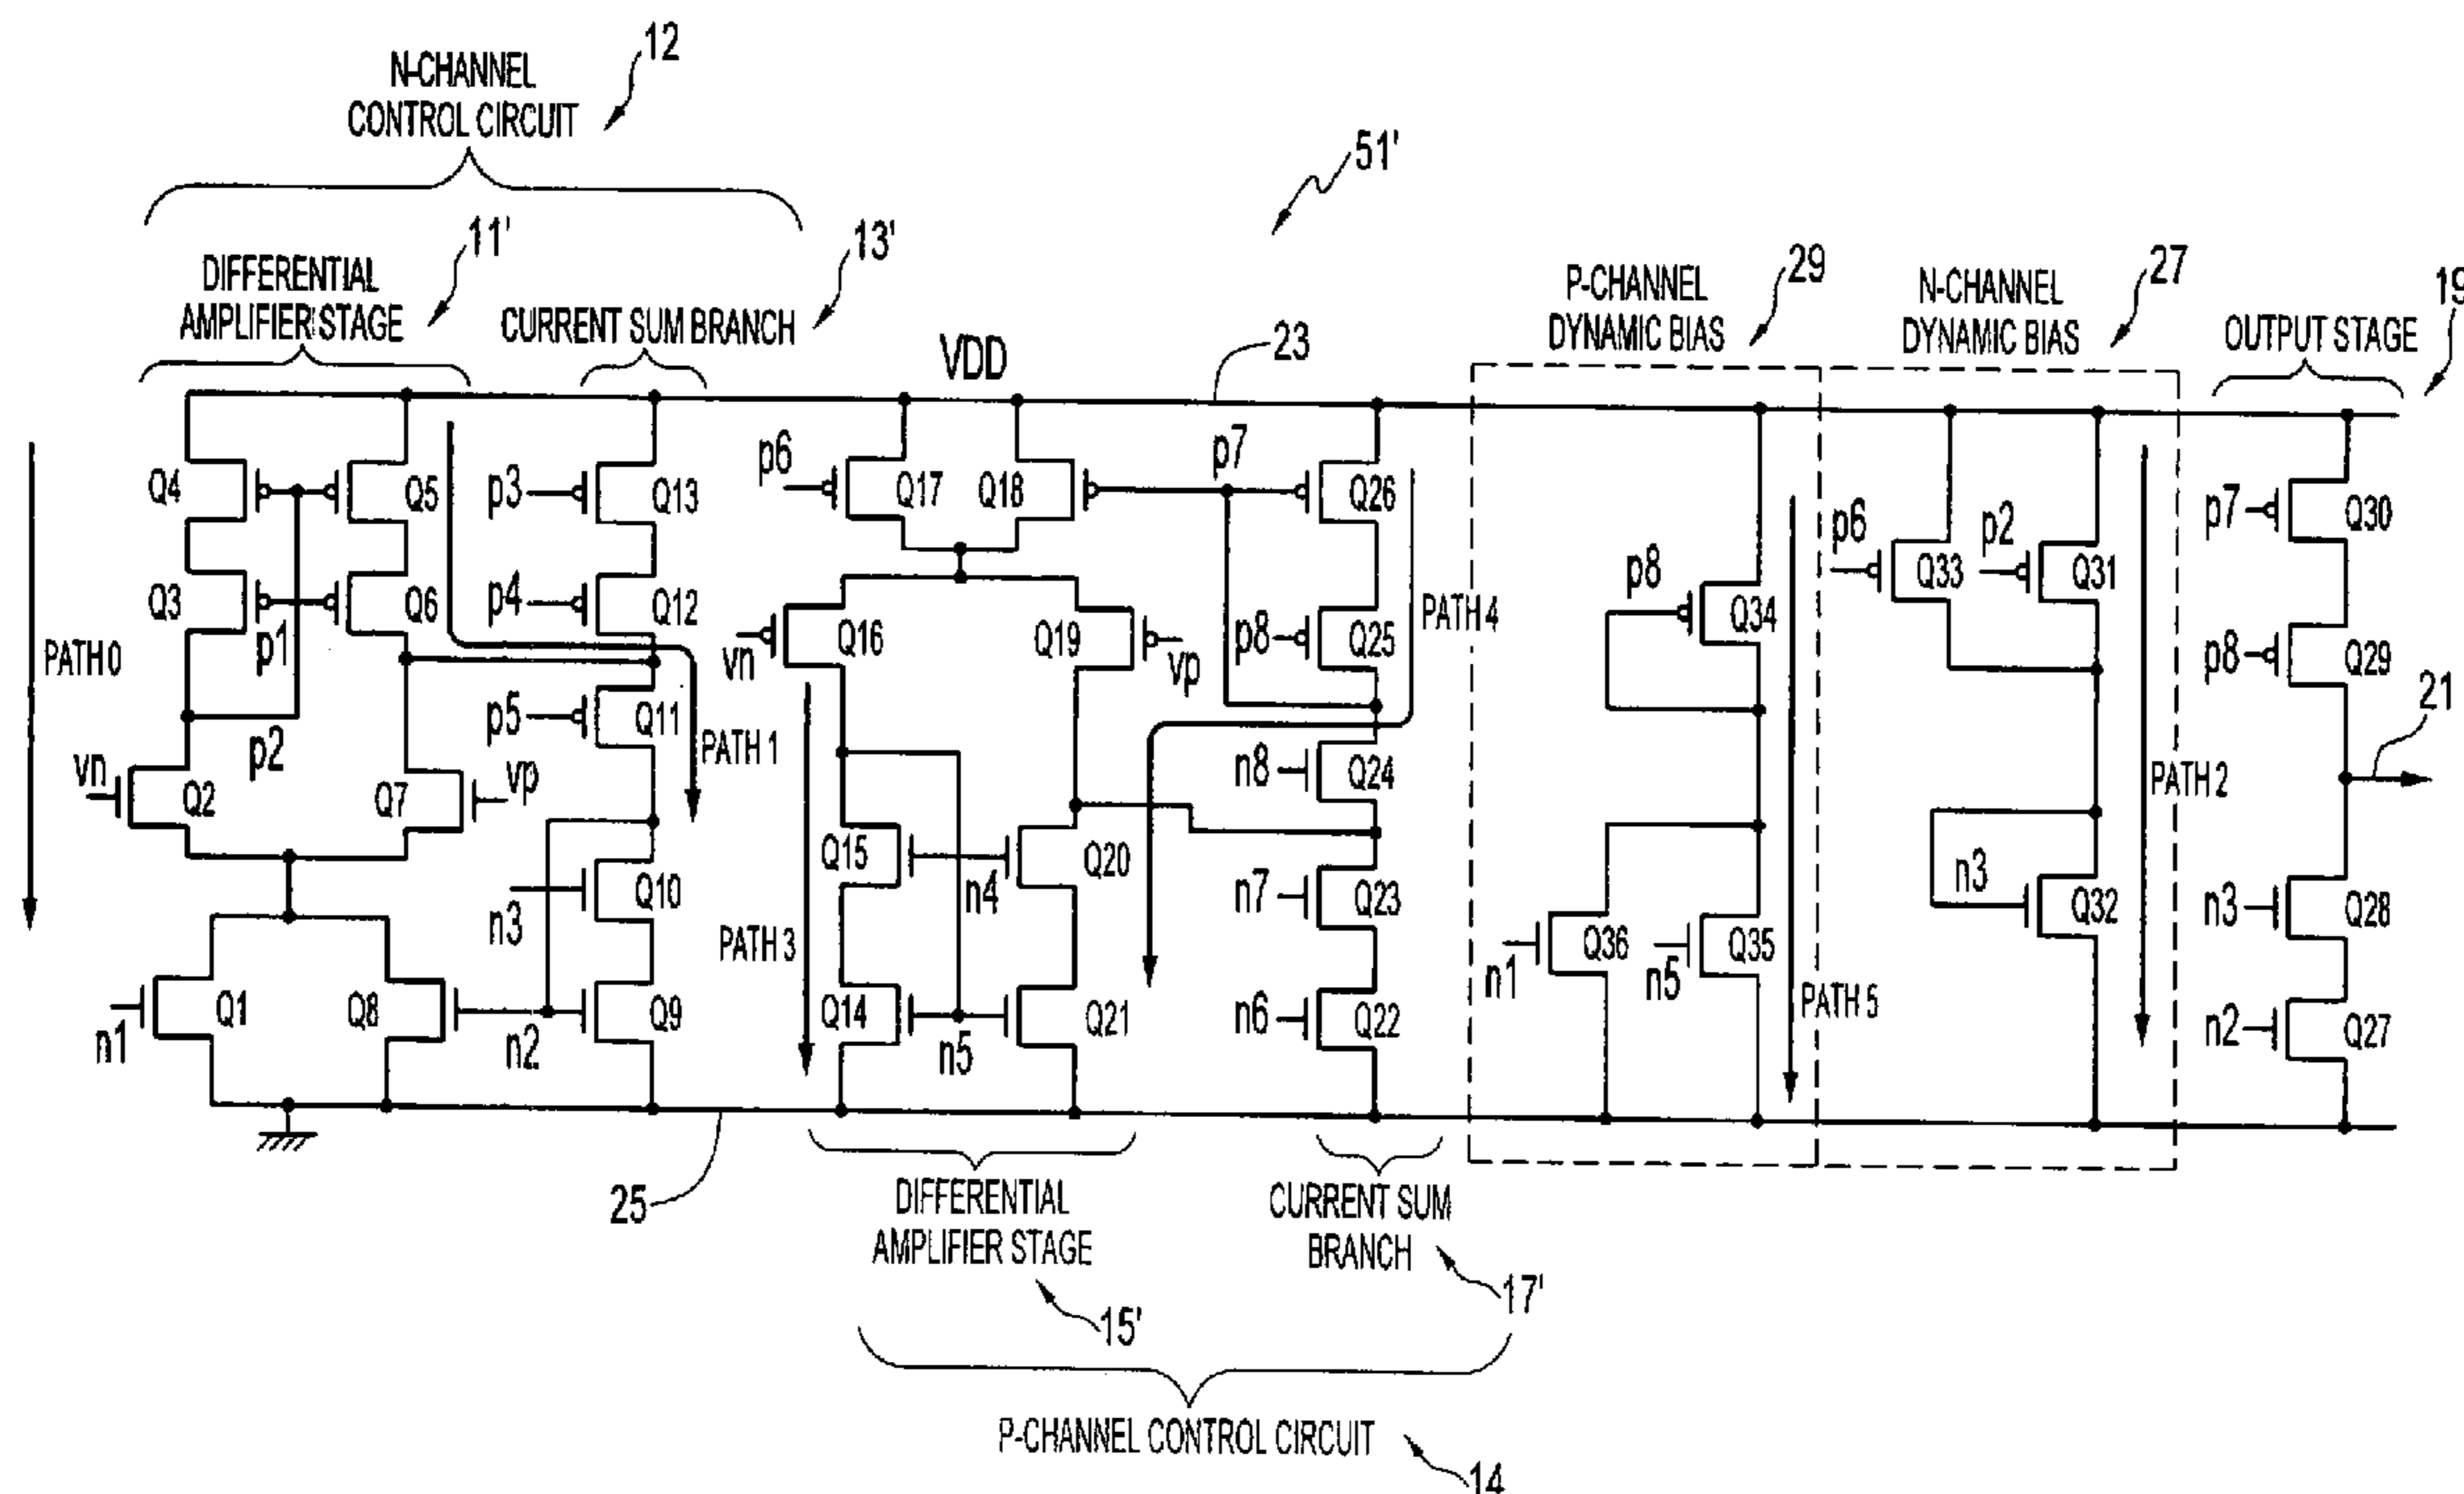 N-CHANNEL
CONTROL CIRCUIT
12
51'
DIFFERENTIAL
AMPLIFIER STAGE
11'
CURRENT SUM BRANCH
13'
VDD
23
P-CHANNEL
DYNAMIC BIAS
29
N-CHANNEL
DYNAMIC BIAS
27
OUTPUT STAGE
19
PATH 0
Q4
Q5
p3
Q13
p6
Q17
Q18
p7
Q26
p7
Q30
Q3
p1
Q6
p4
Q12
p6
Q33
p2
Q31
p8
Q34
PATH 4
vn
Q16
Q19
vp
p8
Q25
p8
Q29
21
p2
p5
Q11
PATH 1
vn
Q2
Q7
vp
n8
Q24
PATH 2
Q15
n4
Q20
n3
Q10
n7
Q23
n3
Q32
n3
Q28
PATH 3
n1
Q36
n5
Q35
PATH 5
n1
Q1
Q8
n2
Q9
Q14
n5
Q21
n6
Q22
n2
Q27
25
DIFFERENTIAL
AMPLIFIER STAGE
15'
CURRENT SUM
BRANCH
17'
P-CHANNEL CONTROL CIRCUIT
14